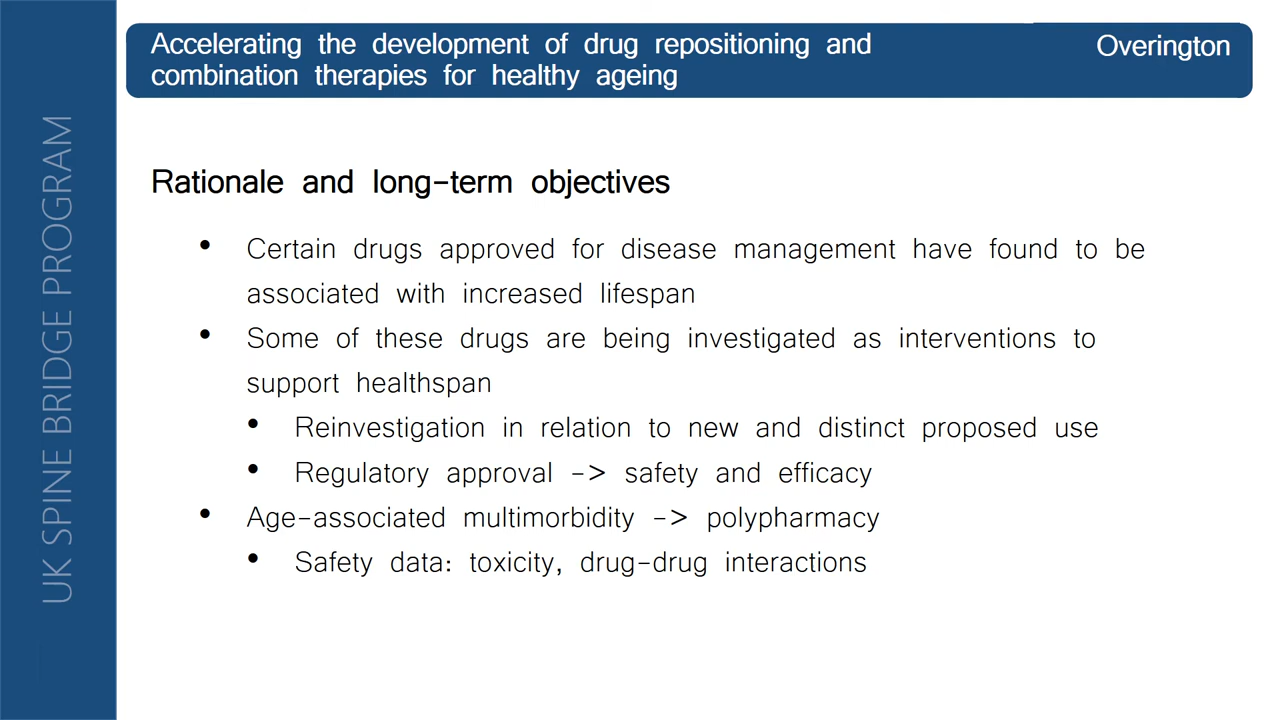 Accelerating the development of drug repositioning and
combination therapies for healthy ageing
Overington
UK SPINE BRIDGE PROGRAM
Rationale and long-term objectives
• Certain drugs approved for disease management have found to be
associated with increased lifespan
• Some of these drugs are being investigated as interventions to
support healthspan
• Reinvestigation in relation to new and distinct proposed use
• Regulatory approval -> safety and efficacy
• Age-associated multimorbidity -> polypharmacy
• Safety data: toxicity, drug-drug interactions